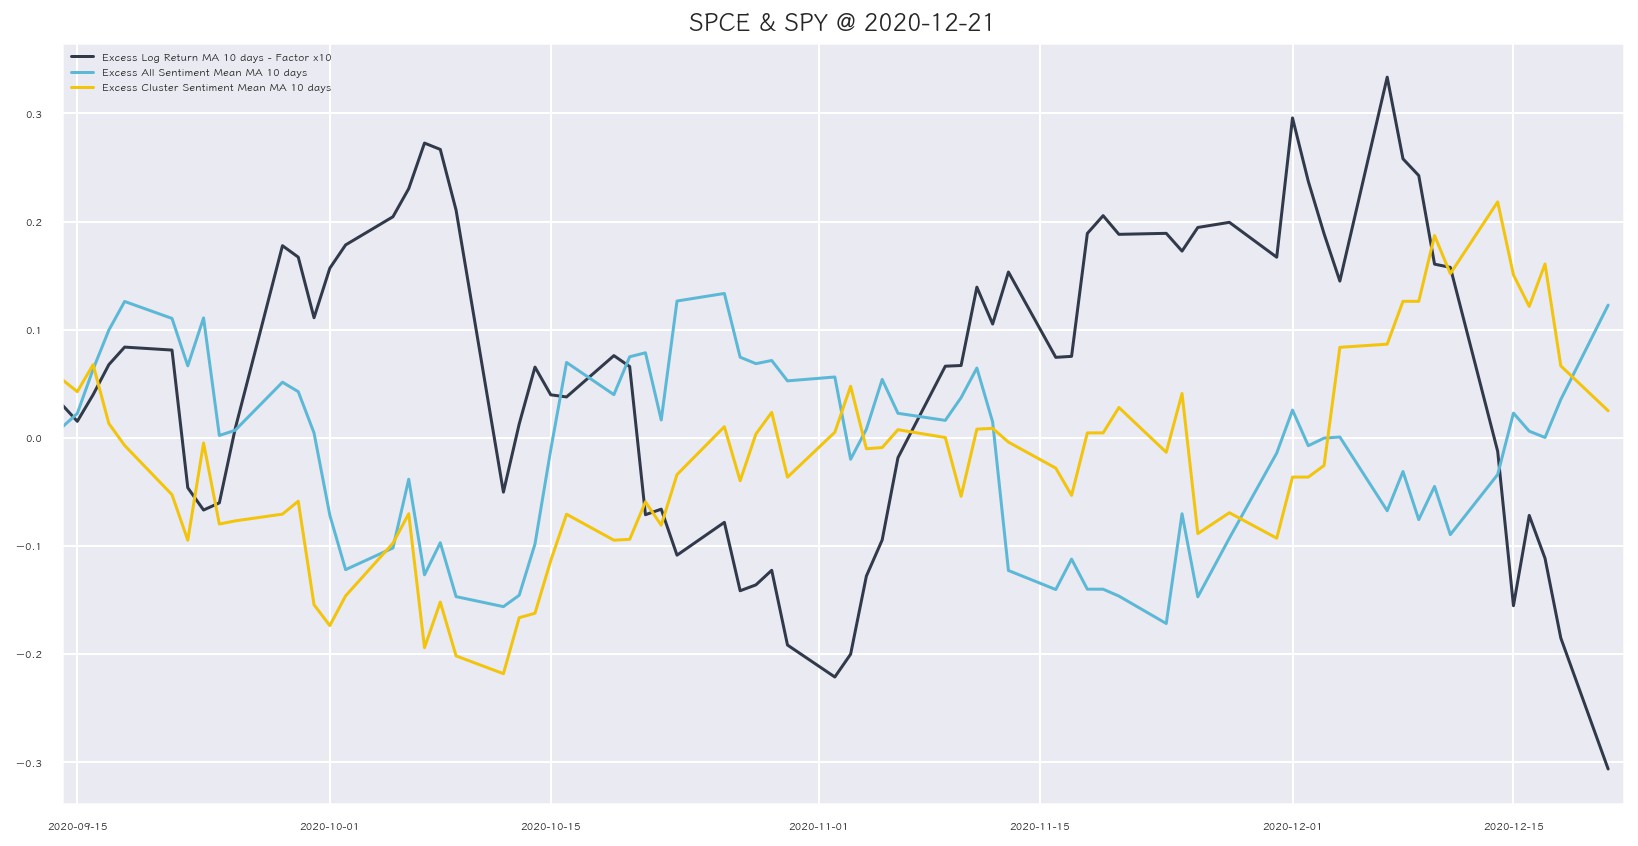 SPCE & SPY @ 2020-12-21
Excess Log Return MA 10 days - Factor x10
Excess All Sentiment Mean MA 10 days
Excess Cluster Sentiment Mean MA 10 days
0.3
0.2
0.1
0.0
−0.1
−0.2
−0.3
2020-09-15 2020-10-01 2020-10-15 2020-11-01 2020-11-15 2020-12-01 2020-12-15